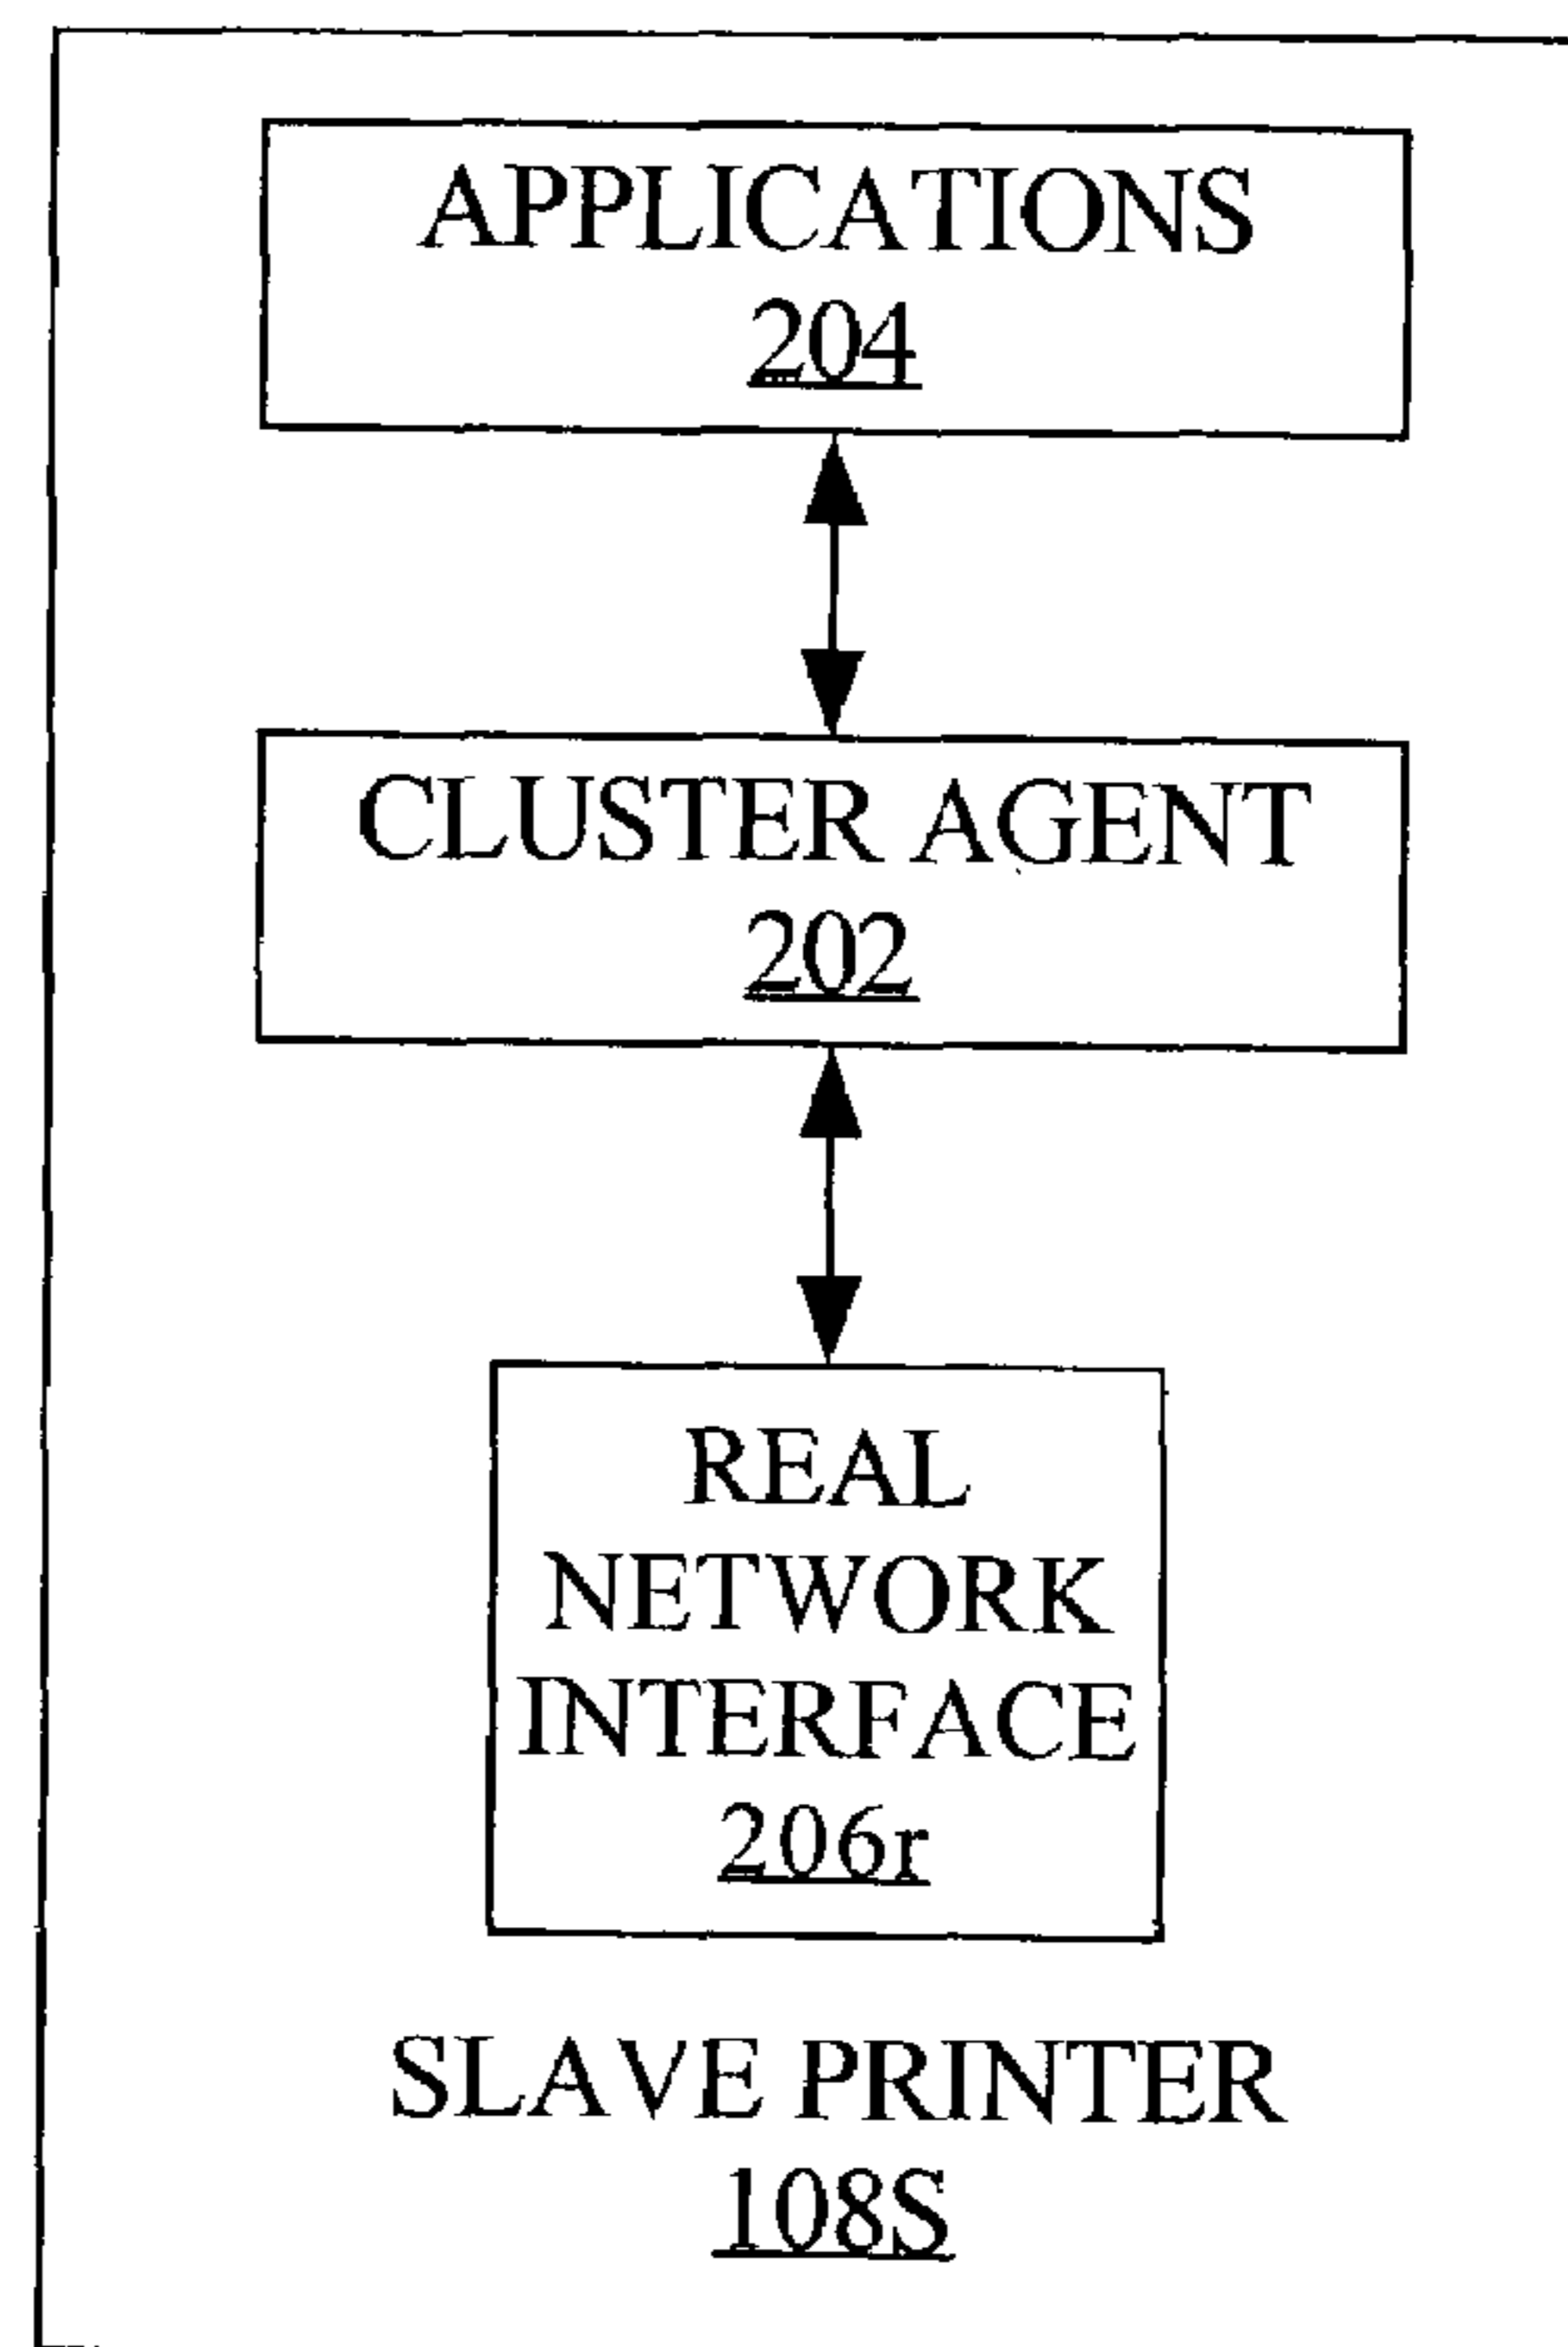 APPLICATIONS
204
CLUSTER AGENT
202
REAL
NETWORK
INTERFACE
206r
SLAVE PRINTER
108S